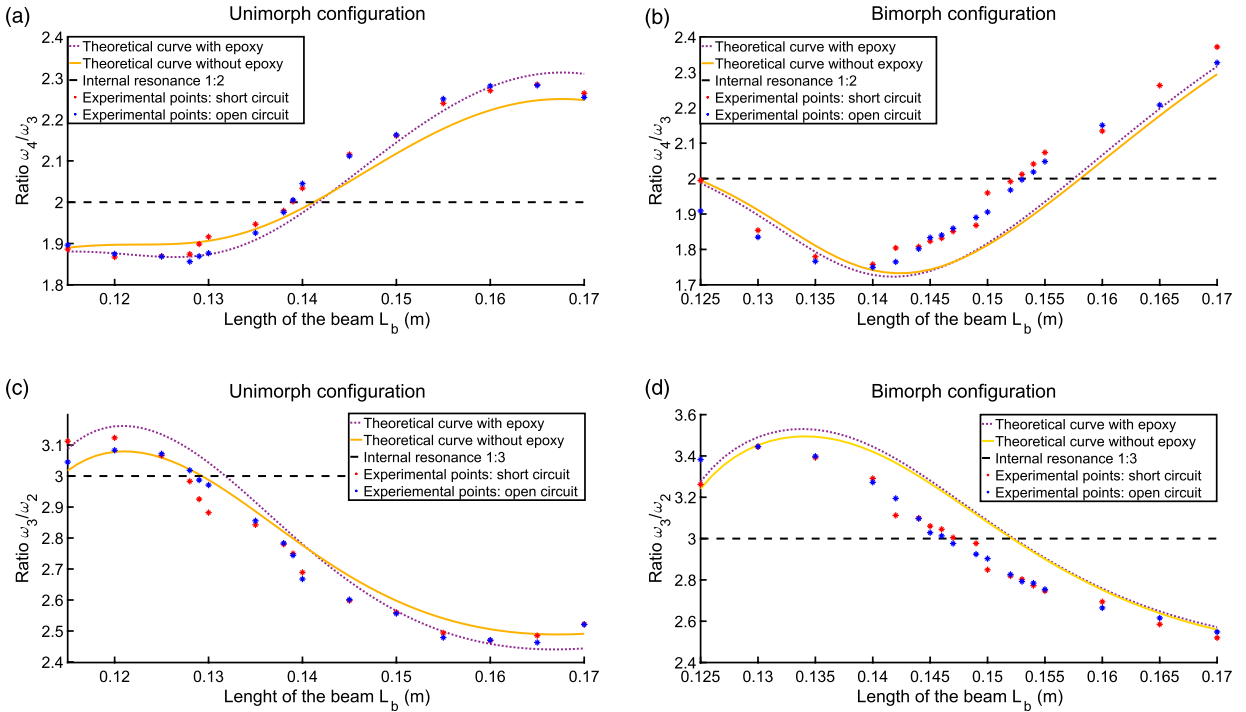 (a)
Unimorph configuration
2.4
2.3
2.2
2.1
2
1.9
1.8
Ratio ω4/ω3
Theoretical curve with epoxy
Theoretical curve without epoxy
Internal resonance 1:2
Experimental points: short circuit
Experimental points: open circuit
0.12 0.13 0.14 0.15 0.16 0.17
Length of the beam Lb (m)
(b)
Bimorph configuration
2.4
2.3
2.2
2.1
2
1.9
1.8
1.7
Ratio ω4/ω3
Theoretical curve with epoxy
Theoretical curve without expoxy
Internal resonance 1:2
Experimental points: short circuit
Experimental points: open circuit
0.125 0.13 0.135 0.14 0.145 0.15 0.155 0.16 0.165 0.17
Length of the beam Lb (m)
(c)
Unimorph configuration
3.1
3
2.9
2.8
2.7
2.6
2.5
2.4
Ratio ω3/ω2
Theoretical curve with epoxy
Theoretical curve without epoxy
Internal resonance 1:3
Experimental points: short circuit
Experiemental points: open circuit
0.12 0.13 0.14 0.15 0.16 0.17
Lenght of the beam Lb (m)
(d)
Bimorph configuration
3.6
3.4
3.2
3
2.8
2.6
2.4
Ratio ω3/ω2
Theoretical curve with epoxy
Theoretical curve without epoxy
Internal resonance 1:3
Experimental points: short circuit
Experimental points: open circuit
0.125 0.13 0.135 0.14 0.145 0.15 0.155 0.16 0.165 0.17
Length of the beam Lb (m)